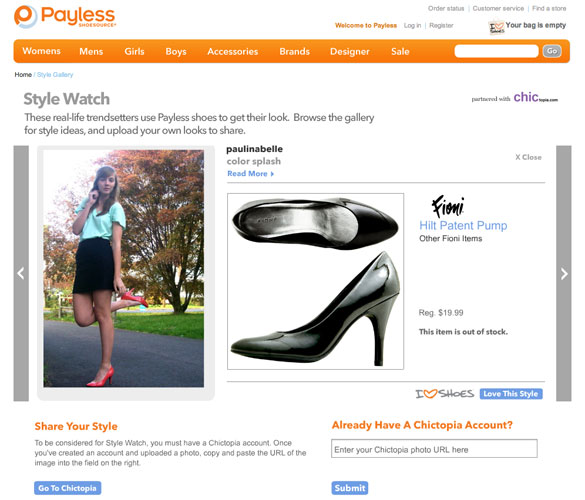 Payless
SHOESOURCE
Order status | Customer service | Find a store
Welcome to Payless Log in | Register
I SHOES Your bag is empty
Womens Mens Girls Boys Accessories Brands Designer Sale Go
Home / Style Gallery
Style Watch
partnered with chictopia.com
These real-life trendsetters use Payless shoes to get their look. Browse the gallery
for style ideas, and upload your own looks to share.
paulinabelle
color splash
Read More
X Close
Fioni
Hilt Patent Pump
Other Fioni Items
Reg. $19.99
This item is out of stock.
I SHOES Love This Style
Share Your Style
To be considered for Style Watch, you must have a Chictopia account. Once
you've created an account and uploaded a photo, copy and paste the URL of the
image into the field on the right.
Go To Chictopia
Already Have A Chictopia Account?
Enter your Chictopia photo URL here
Submit